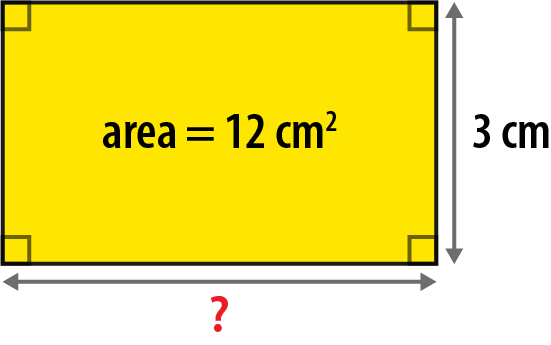 area = 12 cm²
3 cm
?